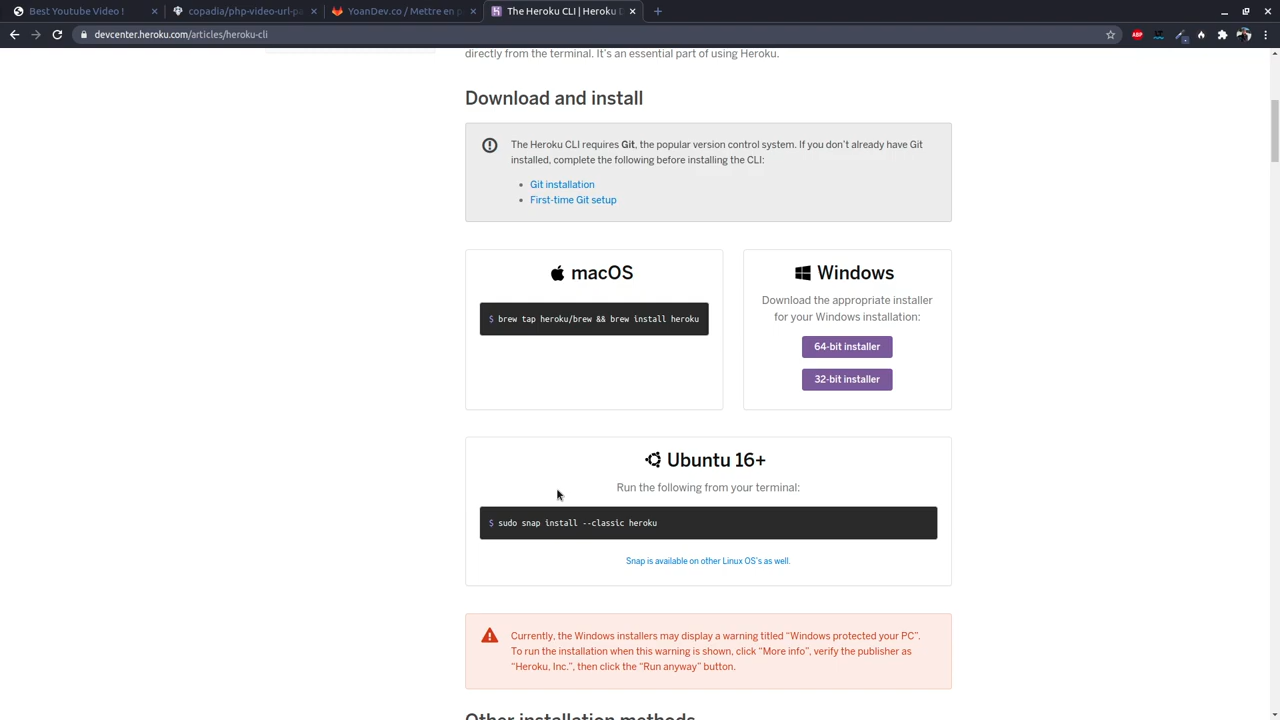 Best Youtube Video !
copadia/php-video-url-p
YoanDev.co / Mettre en p
The Heroku CLI | Heroku D
devcenter.heroku.com/articles/heroku-cli
ABP
directly from the terminal. It's an essential part of using Heroku.
Download and install
The Heroku CLI requires Git, the popular version control system. If you don't already have Git
installed, complete the following before installing the CLI:
• Git installation
• First-time Git setup
macOS
$ brew tap heroku/brew && brew install heroku
Windows
Download the appropriate installer
for your Windows installation:
64-bit installer
32-bit installer
Ubuntu 16+
Run the following from your terminal:
$ sudo snap install --classic heroku
Snap is available on other Linux OS's as well.
Currently, the Windows installers may display a warning titled “Windows protected your PC”.
To run the installation when this warning is shown, click “More info”, verify the publisher as
“Heroku, Inc.”, then click the “Run anyway” button.
Other installation methods